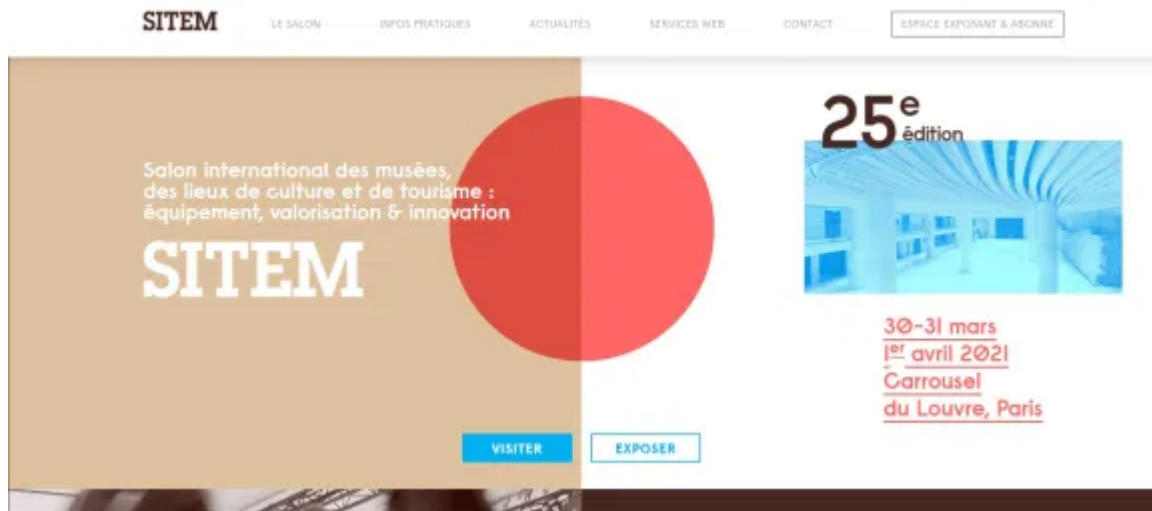 SITEM
LE SALON
INFOS PRATIQUES
ACTUALITÉS
SERVICES WEB
CONTACT
ESPACE EXPOSANT & ABONNÉ
Salon international des musées,
des lieux de culture et de tourisme :
équipement, valorisation & innovation
SITEM
25e
édition
30-31 mars
1er avril 2021
Carrousel
du Louvre, Paris
VISITER
EXPOSER